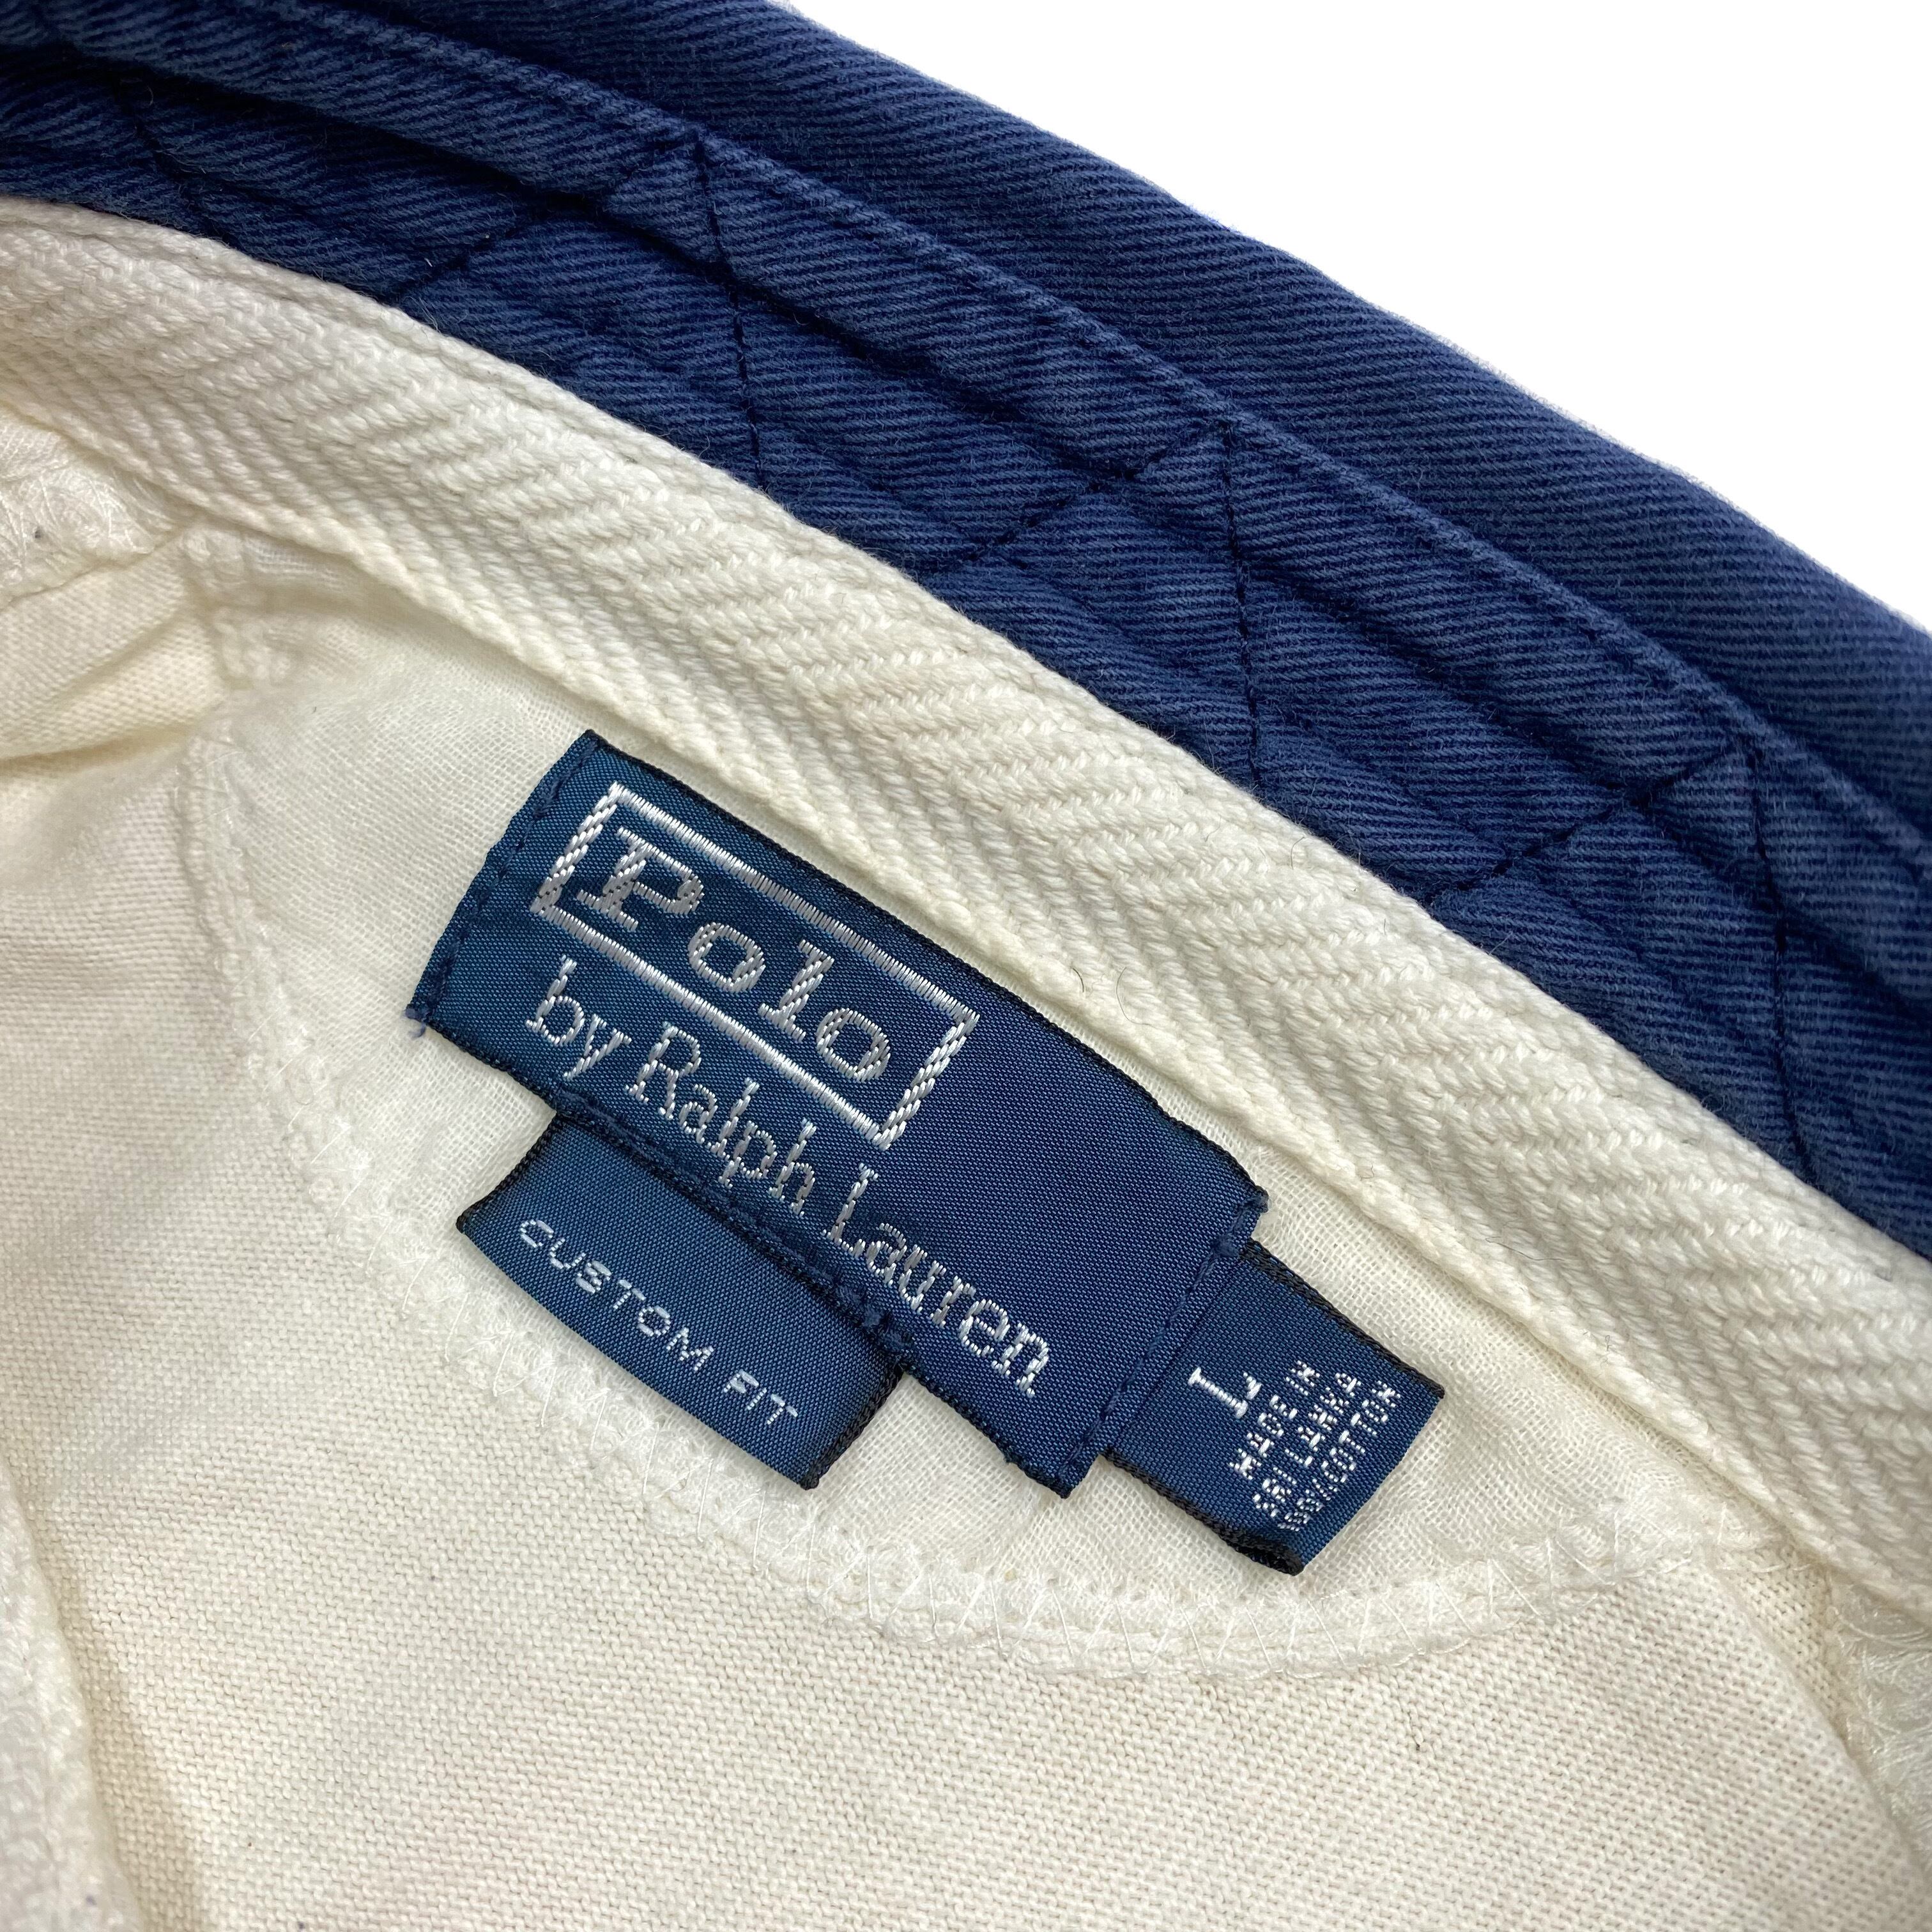 Polo
by Ralph Lauren
CUSTOM FIT
L
MADE IN
SRI LANKA
100% COTTON